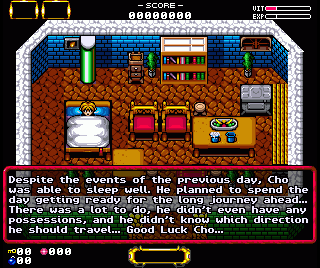 - SCORE -
00000000
VIT
EXP
Despite the events of the previous day, Cho
was able to sleep well. He planned to spend the
day getting ready for the long journey ahead...
There was a lot to do, he didn't even have any
possessions, and he didn't know which direction
he should travel... Good Luck Cho...
00 000
00